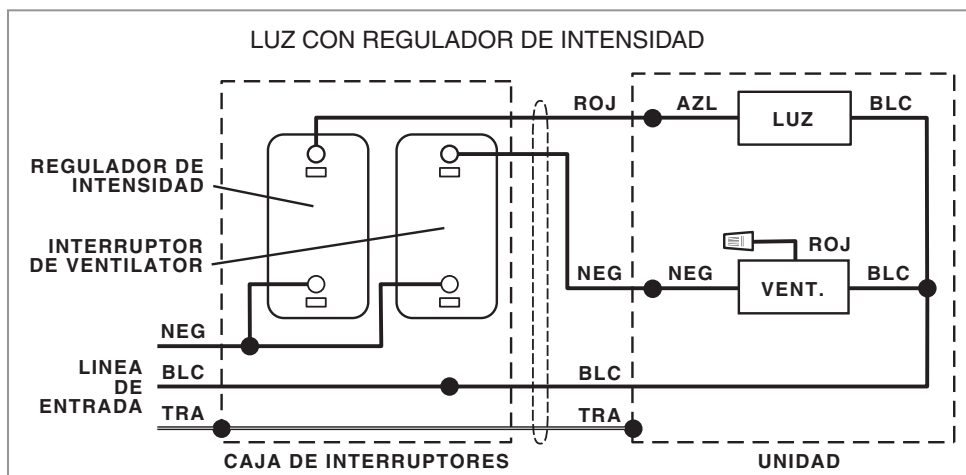 LUZ CON REGULADOR DE INTENSIDAD
ROJ
AZL
BLC
LUZ
REGULADOR DE
INTENSIDAD
INTERRUPTOR
DE VENTILATOR
ROJ
NEG
NEG
BLC
VENT.
NEG
LINEA
DE
ENTRADA
BLC
BLC
TRA
TRA
CAJA DE INTERRUPTORES
UNIDAD